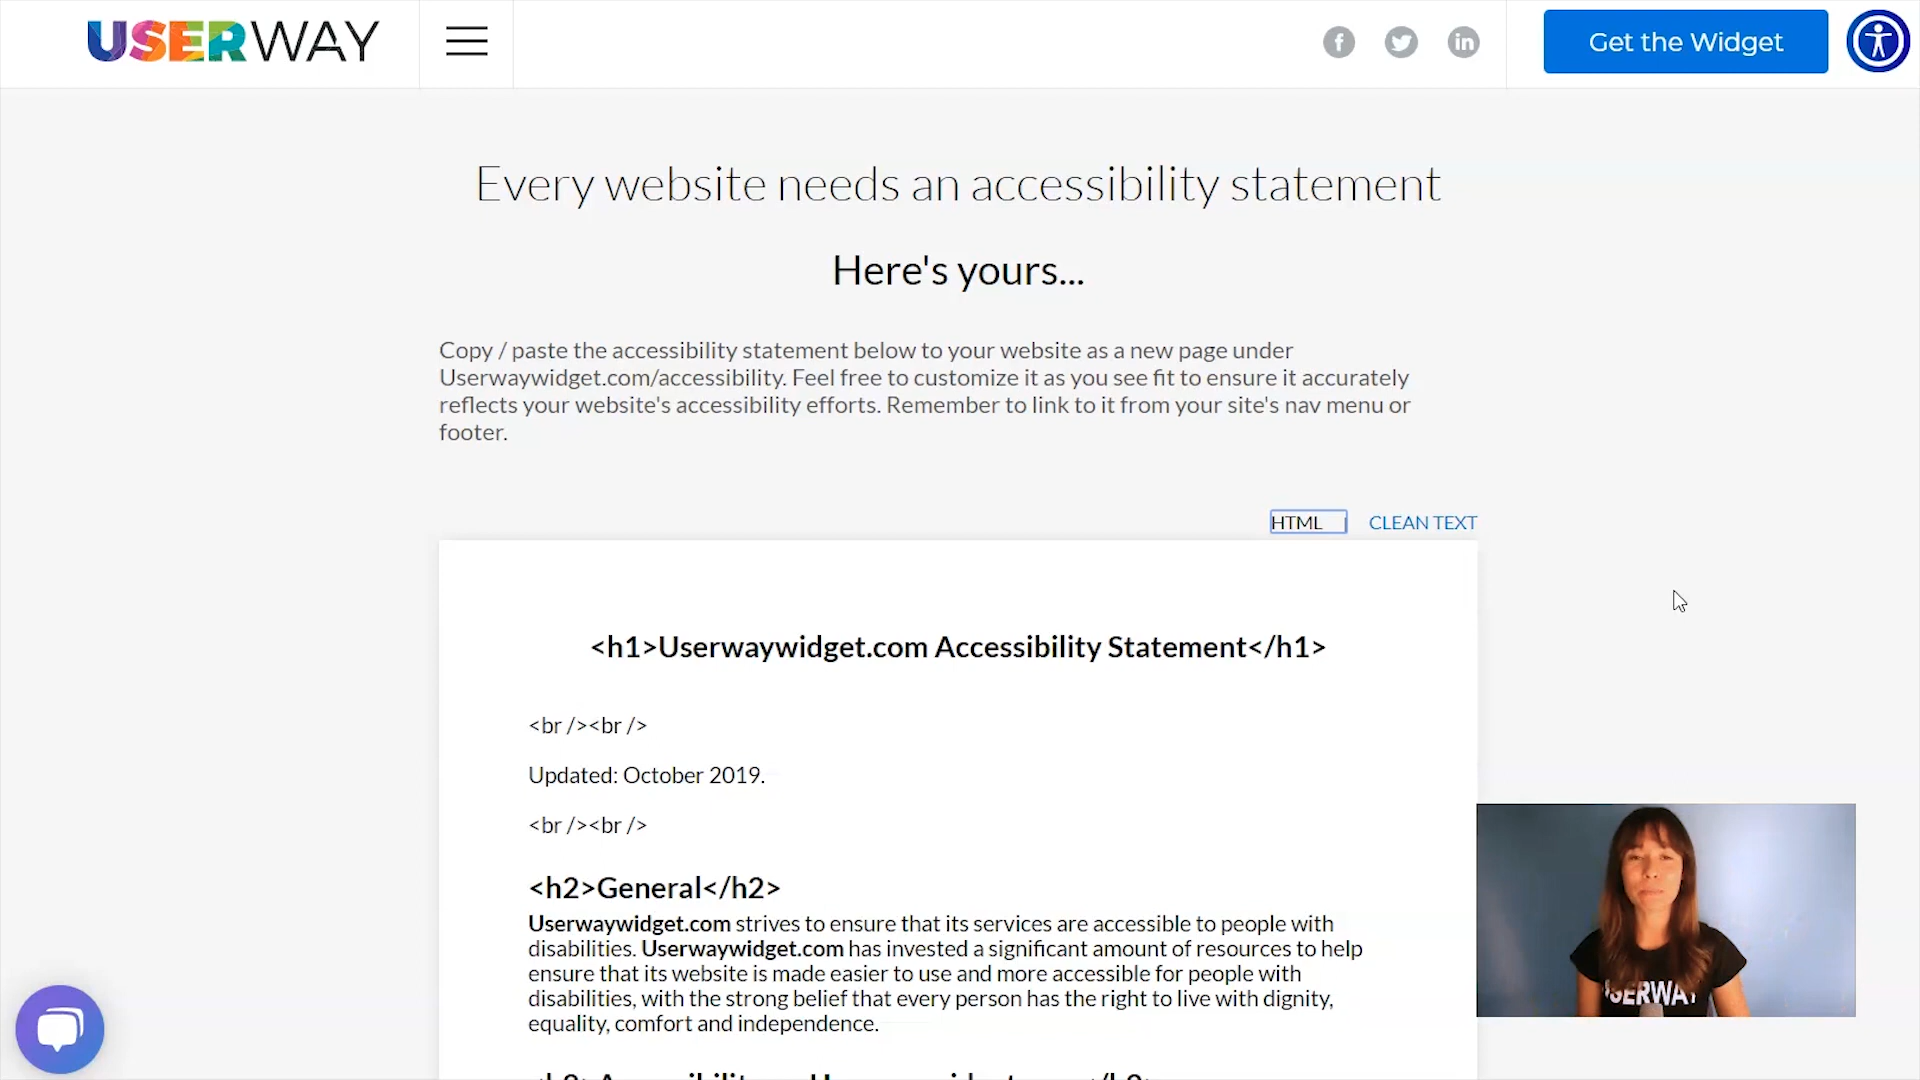 USERWAY
Get the Widget
Every website needs an accessibility statement
Here's yours...
Copy / paste the accessibility statement below to your website as a new page under
Userwaywidget.com/accessibility. Feel free to customize it as you see fit to ensure it accurately
reflects your website's accessibility efforts. Remember to link to it from your site's nav menu or
footer.
HTML CLEAN TEXT
<h1>Userwaywidget.com Accessibility Statement</h1>
<br /><br />
Updated: October 2019.
<br /><br />
<h2>General</h2>
Userwaywidget.com strives to ensure that its services are accessible to people with
disabilities. Userwaywidget.com has invested a significant amount of resources to help
ensure that its website is made easier to use and more accessible for people with
disabilities, with the strong belief that every person has the right to live with dignity,
equality, comfort and independence.
USERWAY